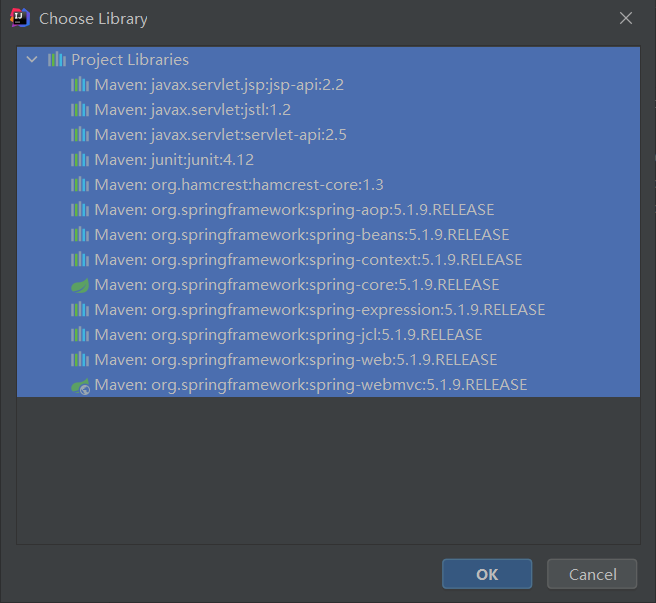 Choose Library
Project Libraries
Maven: javax.servlet.jsp:jsp-api:2.2
Maven: javax.servlet:jstl:1.2
Maven: javax.servlet:servlet-api:2.5
Maven: junit:junit:4.12
Maven: org.hamcrest:hamcrest-core:1.3
Maven: org.springframework:spring-aop:5.1.9.RELEASE
Maven: org.springframework:spring-beans:5.1.9.RELEASE
Maven: org.springframework:spring-context:5.1.9.RELEASE
Maven: org.springframework:spring-core:5.1.9.RELEASE
Maven: org.springframework:spring-expression:5.1.9.RELEASE
Maven: org.springframework:spring-jcl:5.1.9.RELEASE
Maven: org.springframework:spring-web:5.1.9.RELEASE
Maven: org.springframework:spring-webmvc:5.1.9.RELEASE
OK Cancel